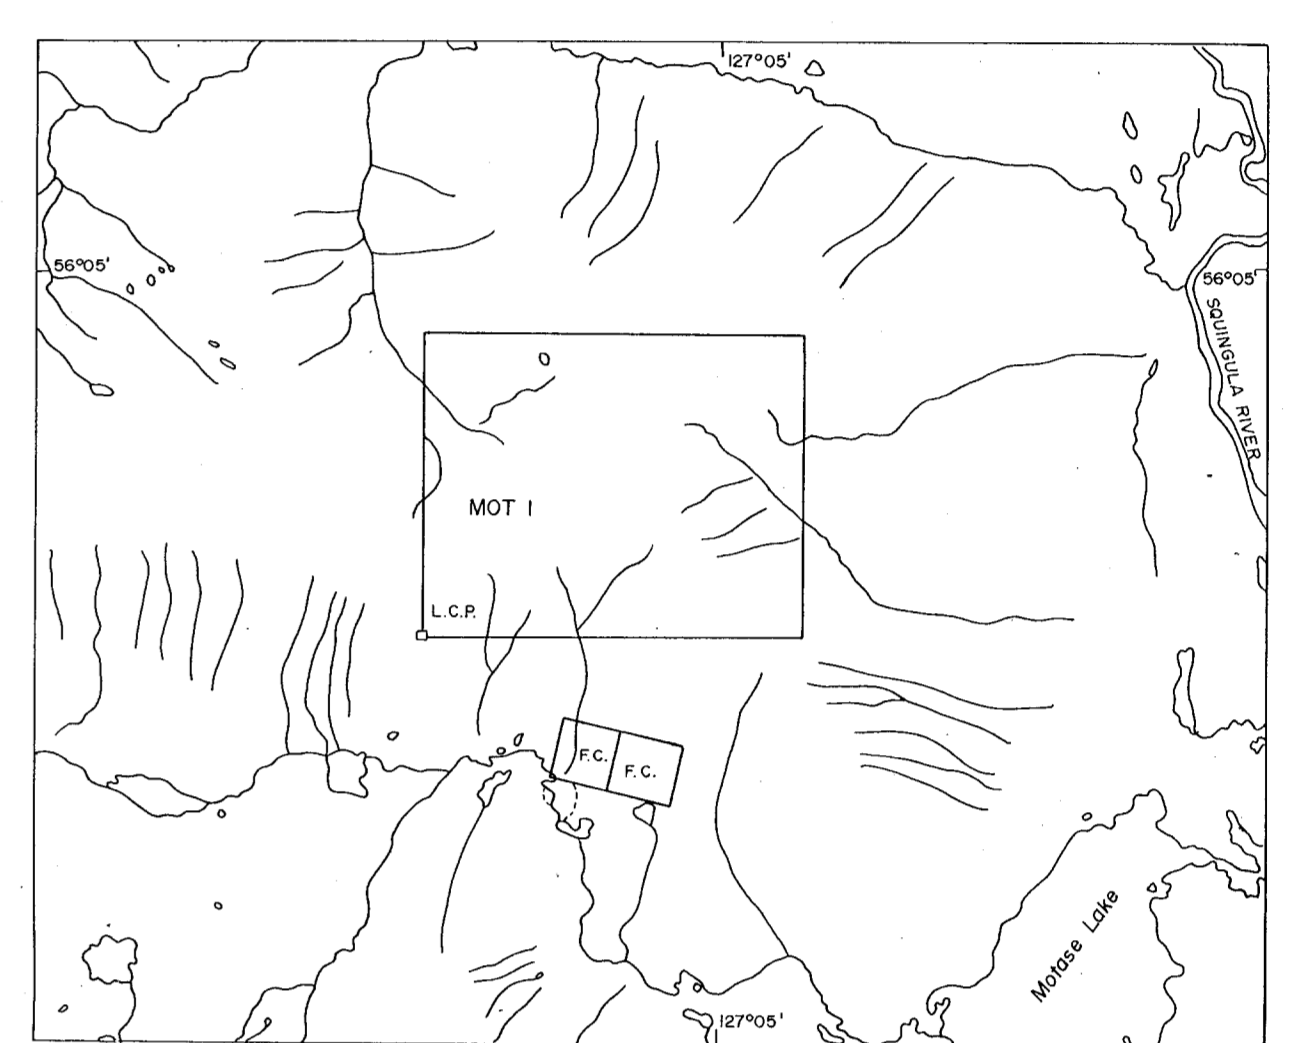 127°05'
56°05'
56°05'
SQUINGULA RIVER
MOT 1
L.C.P.
F.C.
F.C.
Motase Lake
127°05'